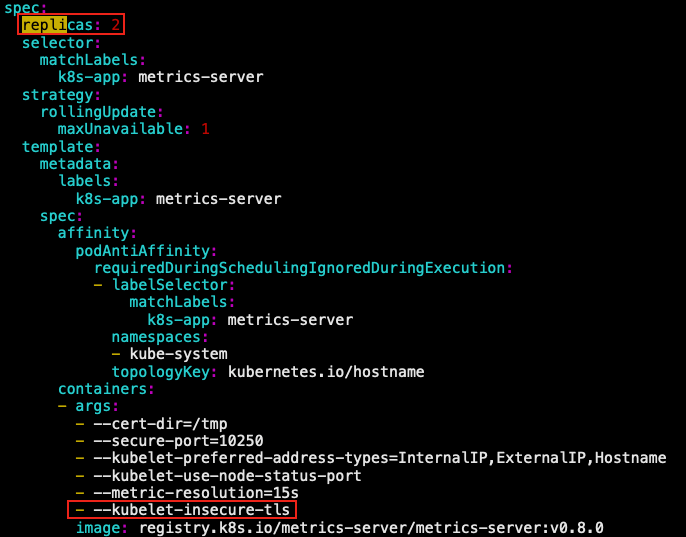 spec:
  replicas: 2
  selector:
    matchLabels:
      k8s-app: metrics-server
  strategy:
    rollingUpdate:
      maxUnavailable: 1
  template:
    metadata:
      labels:
        k8s-app: metrics-server
    spec:
      affinity:
        podAntiAffinity:
          requiredDuringSchedulingIgnoredDuringExecution:
          - labelSelector:
              matchLabels:
                k8s-app: metrics-server
            namespaces:
            - kube-system
            topologyKey: kubernetes.io/hostname
      containers:
      - args:
        - --cert-dir=/tmp
        - --secure-port=10250
        - --kubelet-preferred-address-types=InternalIP,ExternalIP,Hostname
        - --kubelet-use-node-status-port
        - --metric-resolution=15s
        - --kubelet-insecure-tls
        image: registry.k8s.io/metrics-server/metrics-server:v0.8.0